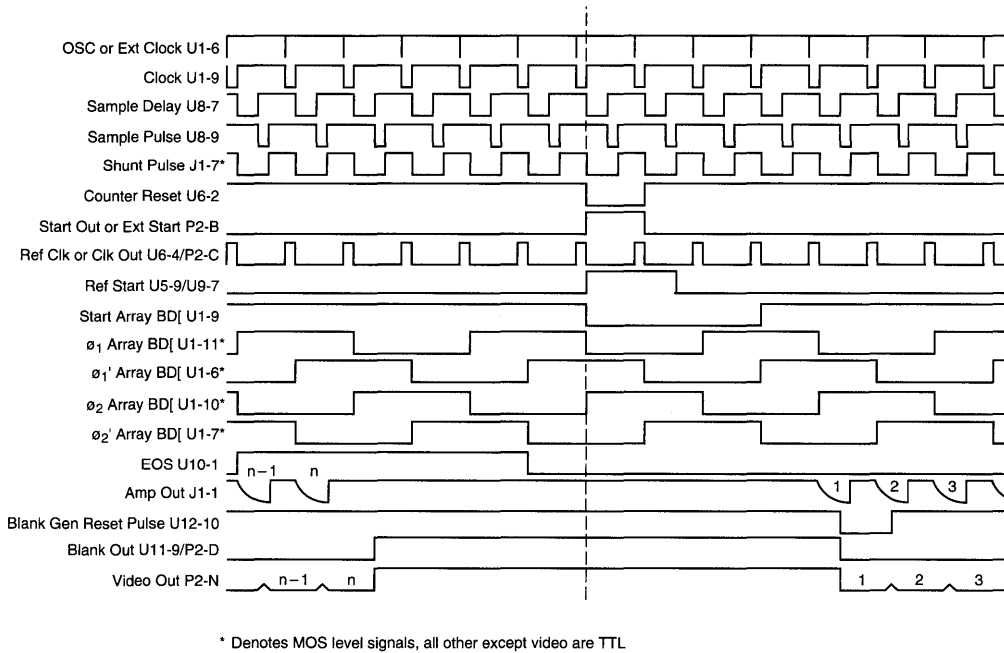 OSC or Ext Clock U1-6
Clock U1-9
Sample Delay U8-7
Sample Pulse U8-9
Shunt Pulse J1-7*
Counter Reset U6-2
Start Out or Ext Start P2-B
Ref Clk or Clk Out U6-4/P2-C
Ref Start U5-9/U9-7
Start Array BD[ U1-9
ø1 Array BD[ U1-11*
ø1' Array BD[ U1-6*
ø2 Array BD[ U1-10*
ø2' Array BD[ U1-7*
EOS U10-1
n-1 n
Amp Out J1-1 1 2 3
Blank Gen Reset Pulse U12-10
Blank Out U11-9/P2-D
Video Out P2-N n-1 n 1 2 3
* Denotes MOS level signals, all other except video are TTL